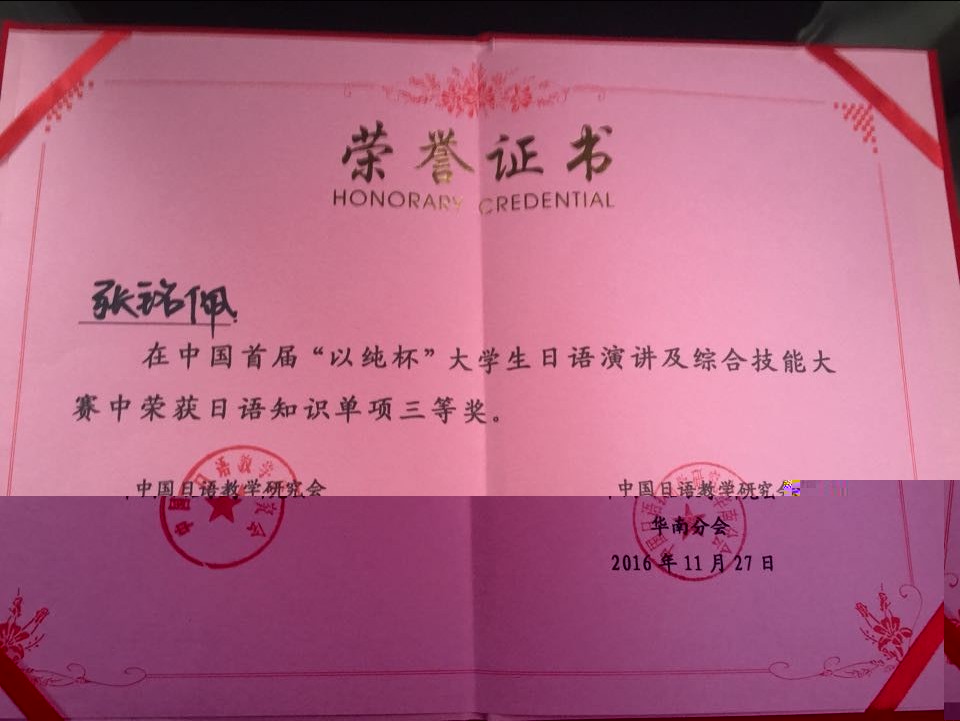 荣誉证书
HONORARY CREDENTIAL
张铭佩:
在中国首届“以纯杯”大学生日语演讲及综合技能大
赛中荣获日语知识单项三等奖。
中国日语教学研究会
中国日语教学研究会
华南分会
2016年11月27日